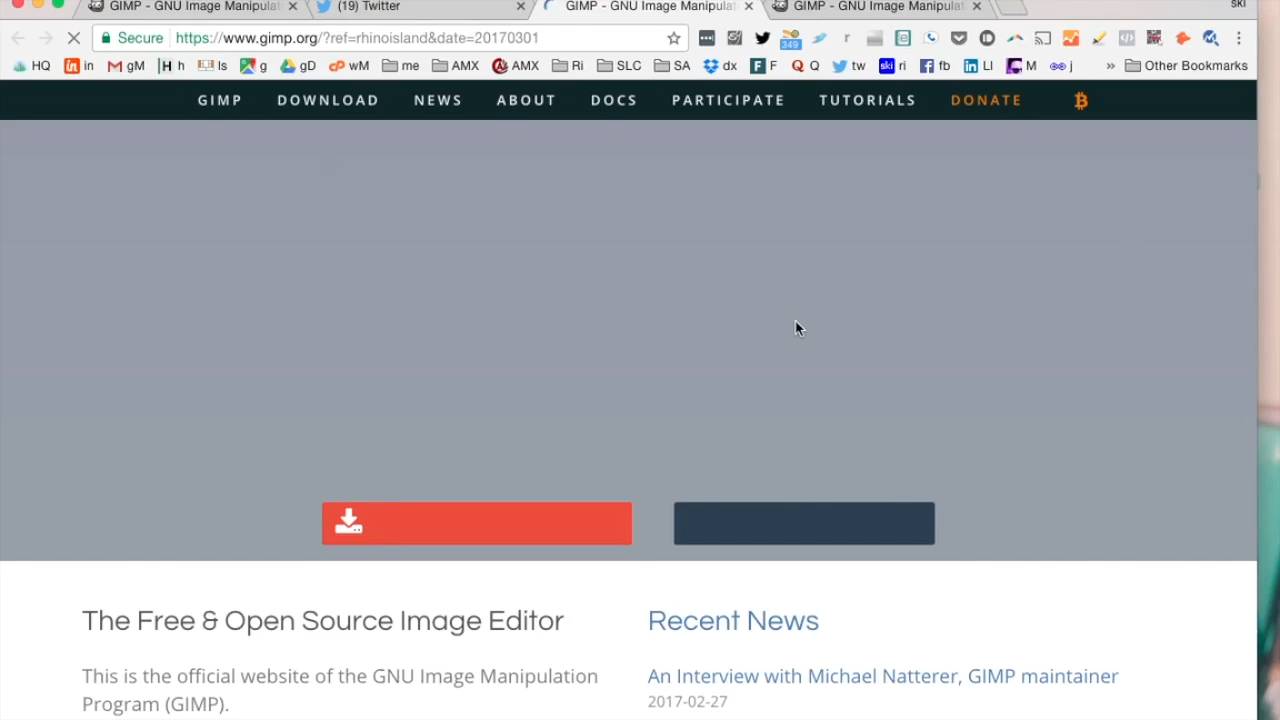 GIMP - GNU Image Manipulat
(19) Twitter
GIMP - GNU Image Manipulat
GIMP - GNU Image Manipulat
SKI
Secure https://www.gimp.org/?ref=rhinoisland&date=20170301
349
HQ in gM h ls g gD wM me AMX AMX Ri SLC SA dx F Q tw ri fb LI M j » Other Bookmarks
GIMP DOWNLOAD NEWS ABOUT DOCS PARTICIPATE TUTORIALS DONATE
The Free & Open Source Image Editor
Recent News
This is the official website of the GNU Image Manipulation
Program (GIMP).
An Interview with Michael Natterer, GIMP maintainer
2017-02-27